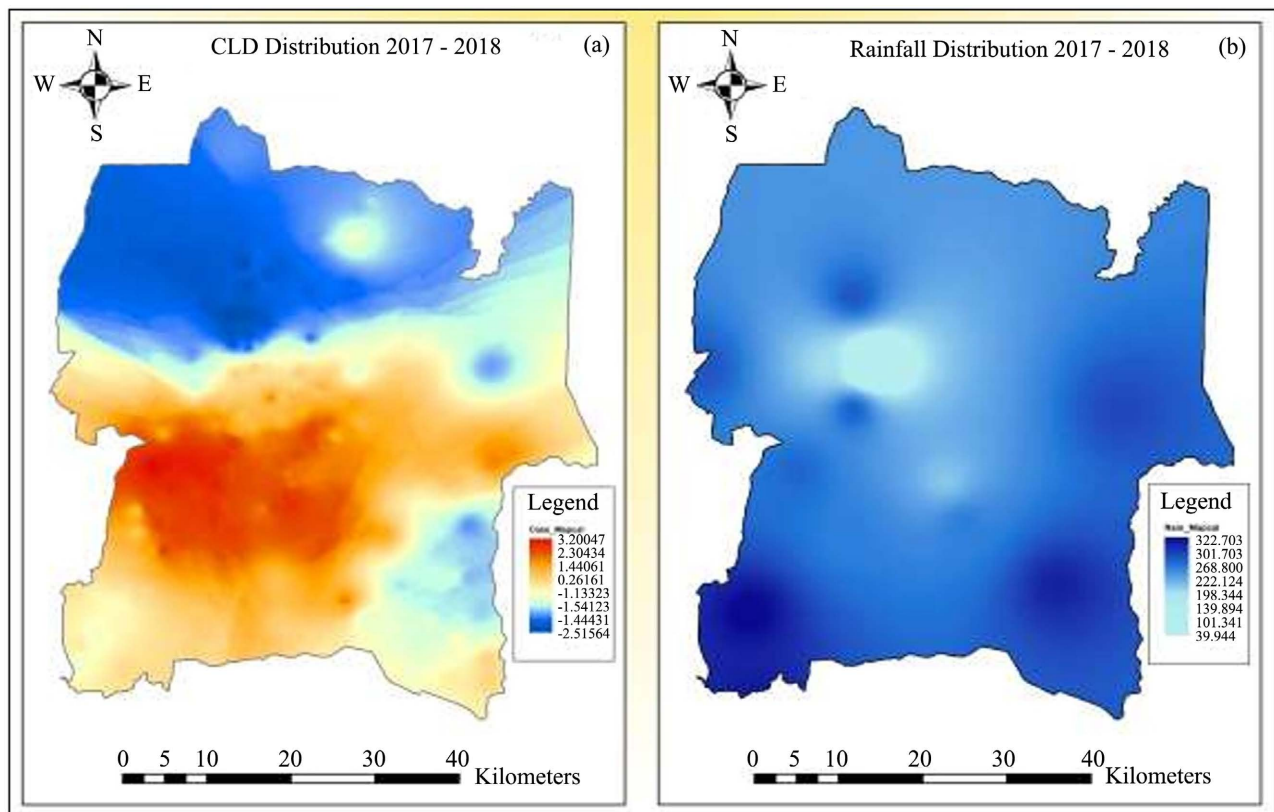 CLD Distribution 2017 - 2018
(a)
N
W E
S
Legend
3.20047
2.30434
1.44061
0.26161
-1.13323
-1.54123
-1.44431
-2.51564
0 5 10 20 30 40
Kilometers
Rainfall Distribution 2017 - 2018
(b)
N
W E
S
Legend
322.703
301.703
268.800
222.124
198.344
139.894
101.341
39.944
0 5 10 20 30 40
Kilometers